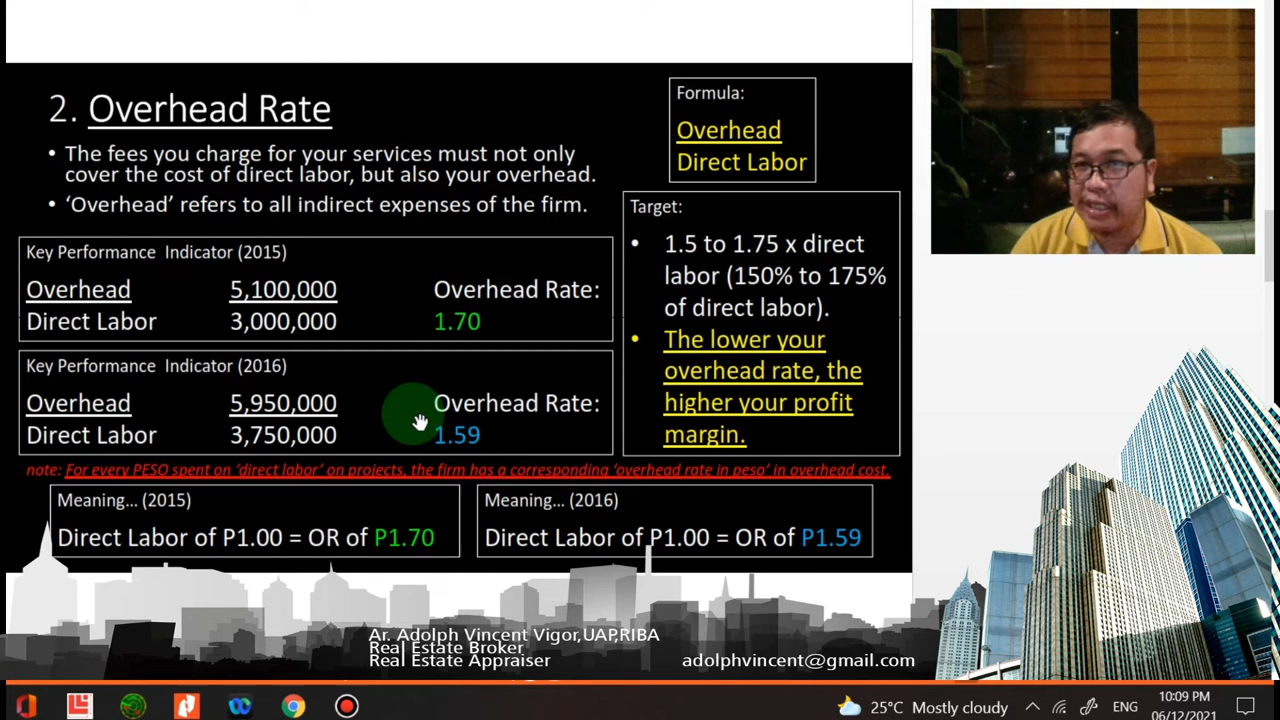 2. Overhead Rate
• The fees you charge for your services must not only
cover the cost of direct labor, but also your overhead.
• ‘Overhead’ refers to all indirect expenses of the firm.
Formula:
Overhead
Direct Labor
Key Performance Indicator (2015)
Overhead 5,100,000 Overhead Rate:
Direct Labor 3,000,000 1.70
Key Performance Indicator (2016)
Overhead 5,950,000 Overhead Rate:
Direct Labor 3,750,000 1.59
Target:
• 1.5 to 1.75 x direct
labor (150% to 175%
of direct labor).
• The lower your
overhead rate, the
higher your profit
margin.
note: For every PESO spent on ‘direct labor’ on projects, the firm has a corresponding ‘overhead rate in peso’ in overhead cost.
Meaning... (2015)
Direct Labor of P1.00 = OR of P1.70
Meaning... (2016)
Direct Labor of P1.00 = OR of P1.59
Ar. Adolph Vincent Vigor,UAP,RIBA
Real Estate Broker
Real Estate Appraiser adolphvincent@gmail.com
25°C Mostly cloudy
ENG
10:09 PM
06/12/2021